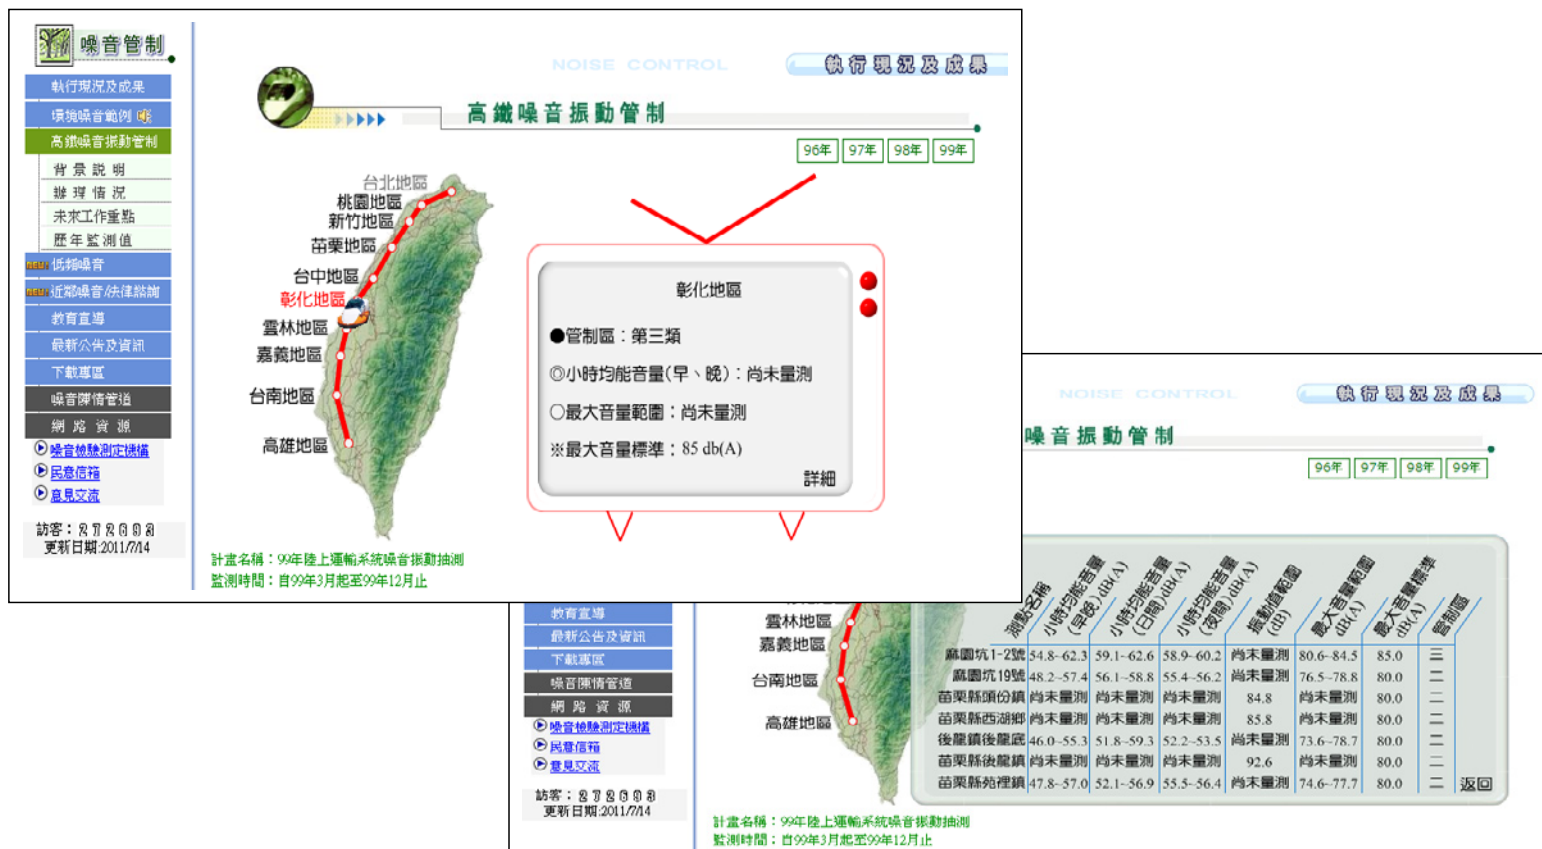 噪音管制
執行現況及成果
環境噪音範例
高鐵噪音振動管制
背景說明
辦理情況
未來工作重點
歷年監測值
低頻噪音
近鄰噪音/法律諮詢
教育宣導
最新公告及資訊
下載專區
噪音陳情管道
網路資源
噪音檢驗測定機構
民意信箱
意見交流
訪客：
更新日期:2011/7/14
NOISE CONTROL
執行現況及成果
高鐵噪音振動管制
96年 97年 98年 99年
台北地區
桃園地區
新竹地區
苗栗地區
台中地區
彰化地區
雲林地區
嘉義地區
台南地區
高雄地區
彰化地區
●管制區：第三類
◎小時均能音量(早、晚)：尚未量測
○最大音量範圍：尚未量測
※最大音量標準：85 db(A)
詳細
計畫名稱：99年陸上運輸系統噪音振動抽測
監測時間：自99年3月起至99年12月止
NOISE CONTROL
執行現況及成果
噪音振動管制
96年 97年 98年 99年
教育宣導
最新公告及資訊
下載專區
噪音陳情管道
網路資源
噪音檢驗測定機構
民意信箱
意見交流
訪客：
更新日期:2011/7/14
雲林地區
嘉義地區
台南地區
高雄地區
測點名稱 小時均能音量(早晚)dB(A) 小時均能音量(日間)dB(A) 小時均能音量(夜間)dB(A) 振動值範圍(dB) 最大音量範圍dB(A) 最大音量標準dB(A) 管制區
麻園坑1-2號 54.8~62.3 59.1~62.6 58.9~60.2 尚未量測 80.6~84.5 85.0 三
麻園坑19號 48.2~57.4 56.1~58.8 55.4~56.2 尚未量測 76.5~78.8 80.0 二
苗栗縣頭份鎮 尚未量測 尚未量測 尚未量測 84.8 尚未量測 80.0 二
苗栗縣西湖鄉 尚未量測 尚未量測 尚未量測 85.8 尚未量測 80.0 二
後龍鎮後龍底 46.0~55.3 51.8~59.3 52.2~53.5 尚未量測 73.6~78.7 80.0 二
苗栗縣後龍鎮 尚未量測 尚未量測 尚未量測 92.6 尚未量測 80.0 二
苗栗縣苑裡鎮 47.8~57.0 52.1~56.9 55.5~56.4 尚未量測 74.6~77.7 80.0 二 返回
計畫名稱：99年陸上運輸系統噪音振動抽測
監測時間：自99年3月起至99年12月止